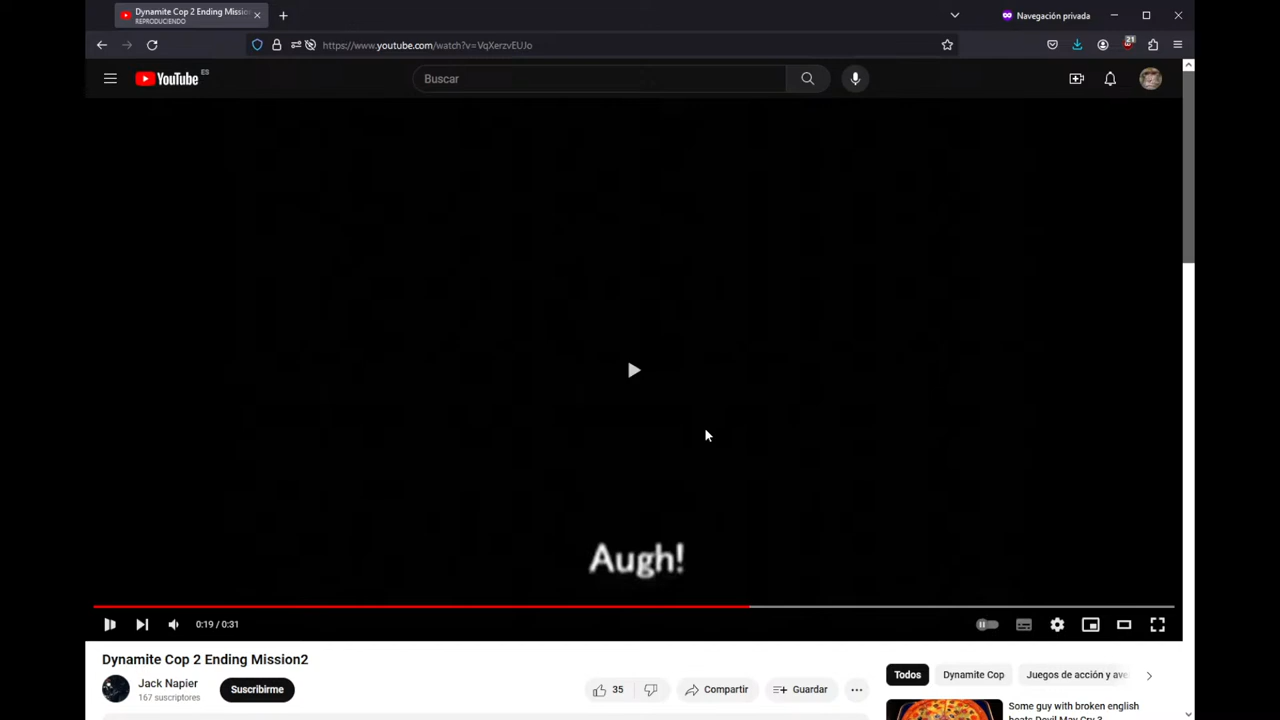 Dynamite Cop 2 Ending Mission
REPRODUCIENDO
Navegación privada
https://www.youtube.com/watch?v=VqXerzvEUJo
21
YouTube ES
Buscar
Augh!
0:19 / 0:31
Dynamite Cop 2 Ending Mission2
Jack Napier
167 suscriptores
Suscribirme
35
Compartir
Guardar
Todos
Dynamite Cop
Juegos de acción y ave
Some guy with broken english
beats Devil May Cry 3